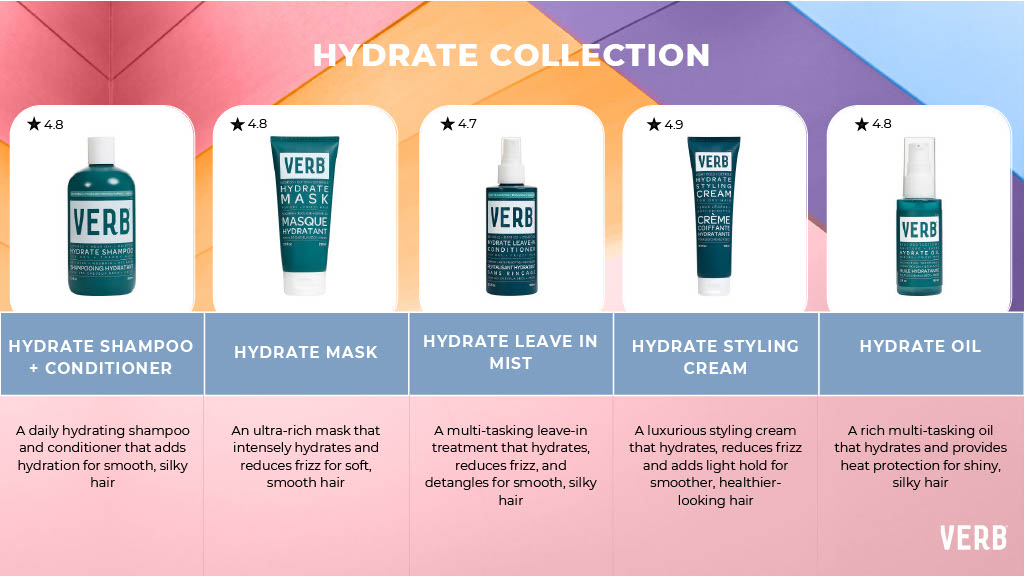 HYDRATE COLLECTION
★ 4.8
★ 4.8
★ 4.7
★ 4.9
★ 4.8
VERB
HYDRATE SHAMPOO
SHAMPOOING HYDRATANT
VERB
HYDRATE
MASK
MASQUE
HYDRATANT
VERB
HYDRATE LEAVE-IN
CONDITIONER
REVITALISANT HYDRATANT
SANS RINÇAGE
VERB
HYDRATE
STYLING
CREAM
CRÈME
COIFFANTE
HYDRATANTE
VERB
HYDRATE OIL
HUILE HYDRATANTE
HYDRATE SHAMPOO
+ CONDITIONER
HYDRATE MASK
HYDRATE LEAVE IN
MIST
HYDRATE STYLING
CREAM
HYDRATE OIL
A daily hydrating shampoo
and conditioner that adds
hydration for smooth, silky
hair
An ultra-rich mask that
intensely hydrates and
reduces frizz for soft,
smooth hair
A multi-tasking leave-in
treatment that hydrates,
reduces frizz, and
detangles for smooth, silky
hair
A luxurious styling cream
that hydrates, reduces frizz
and adds light hold for
smoother, healthier-
looking hair
A rich multi-tasking oil
that hydrates and provides
heat protection for shiny,
silky hair
VERB